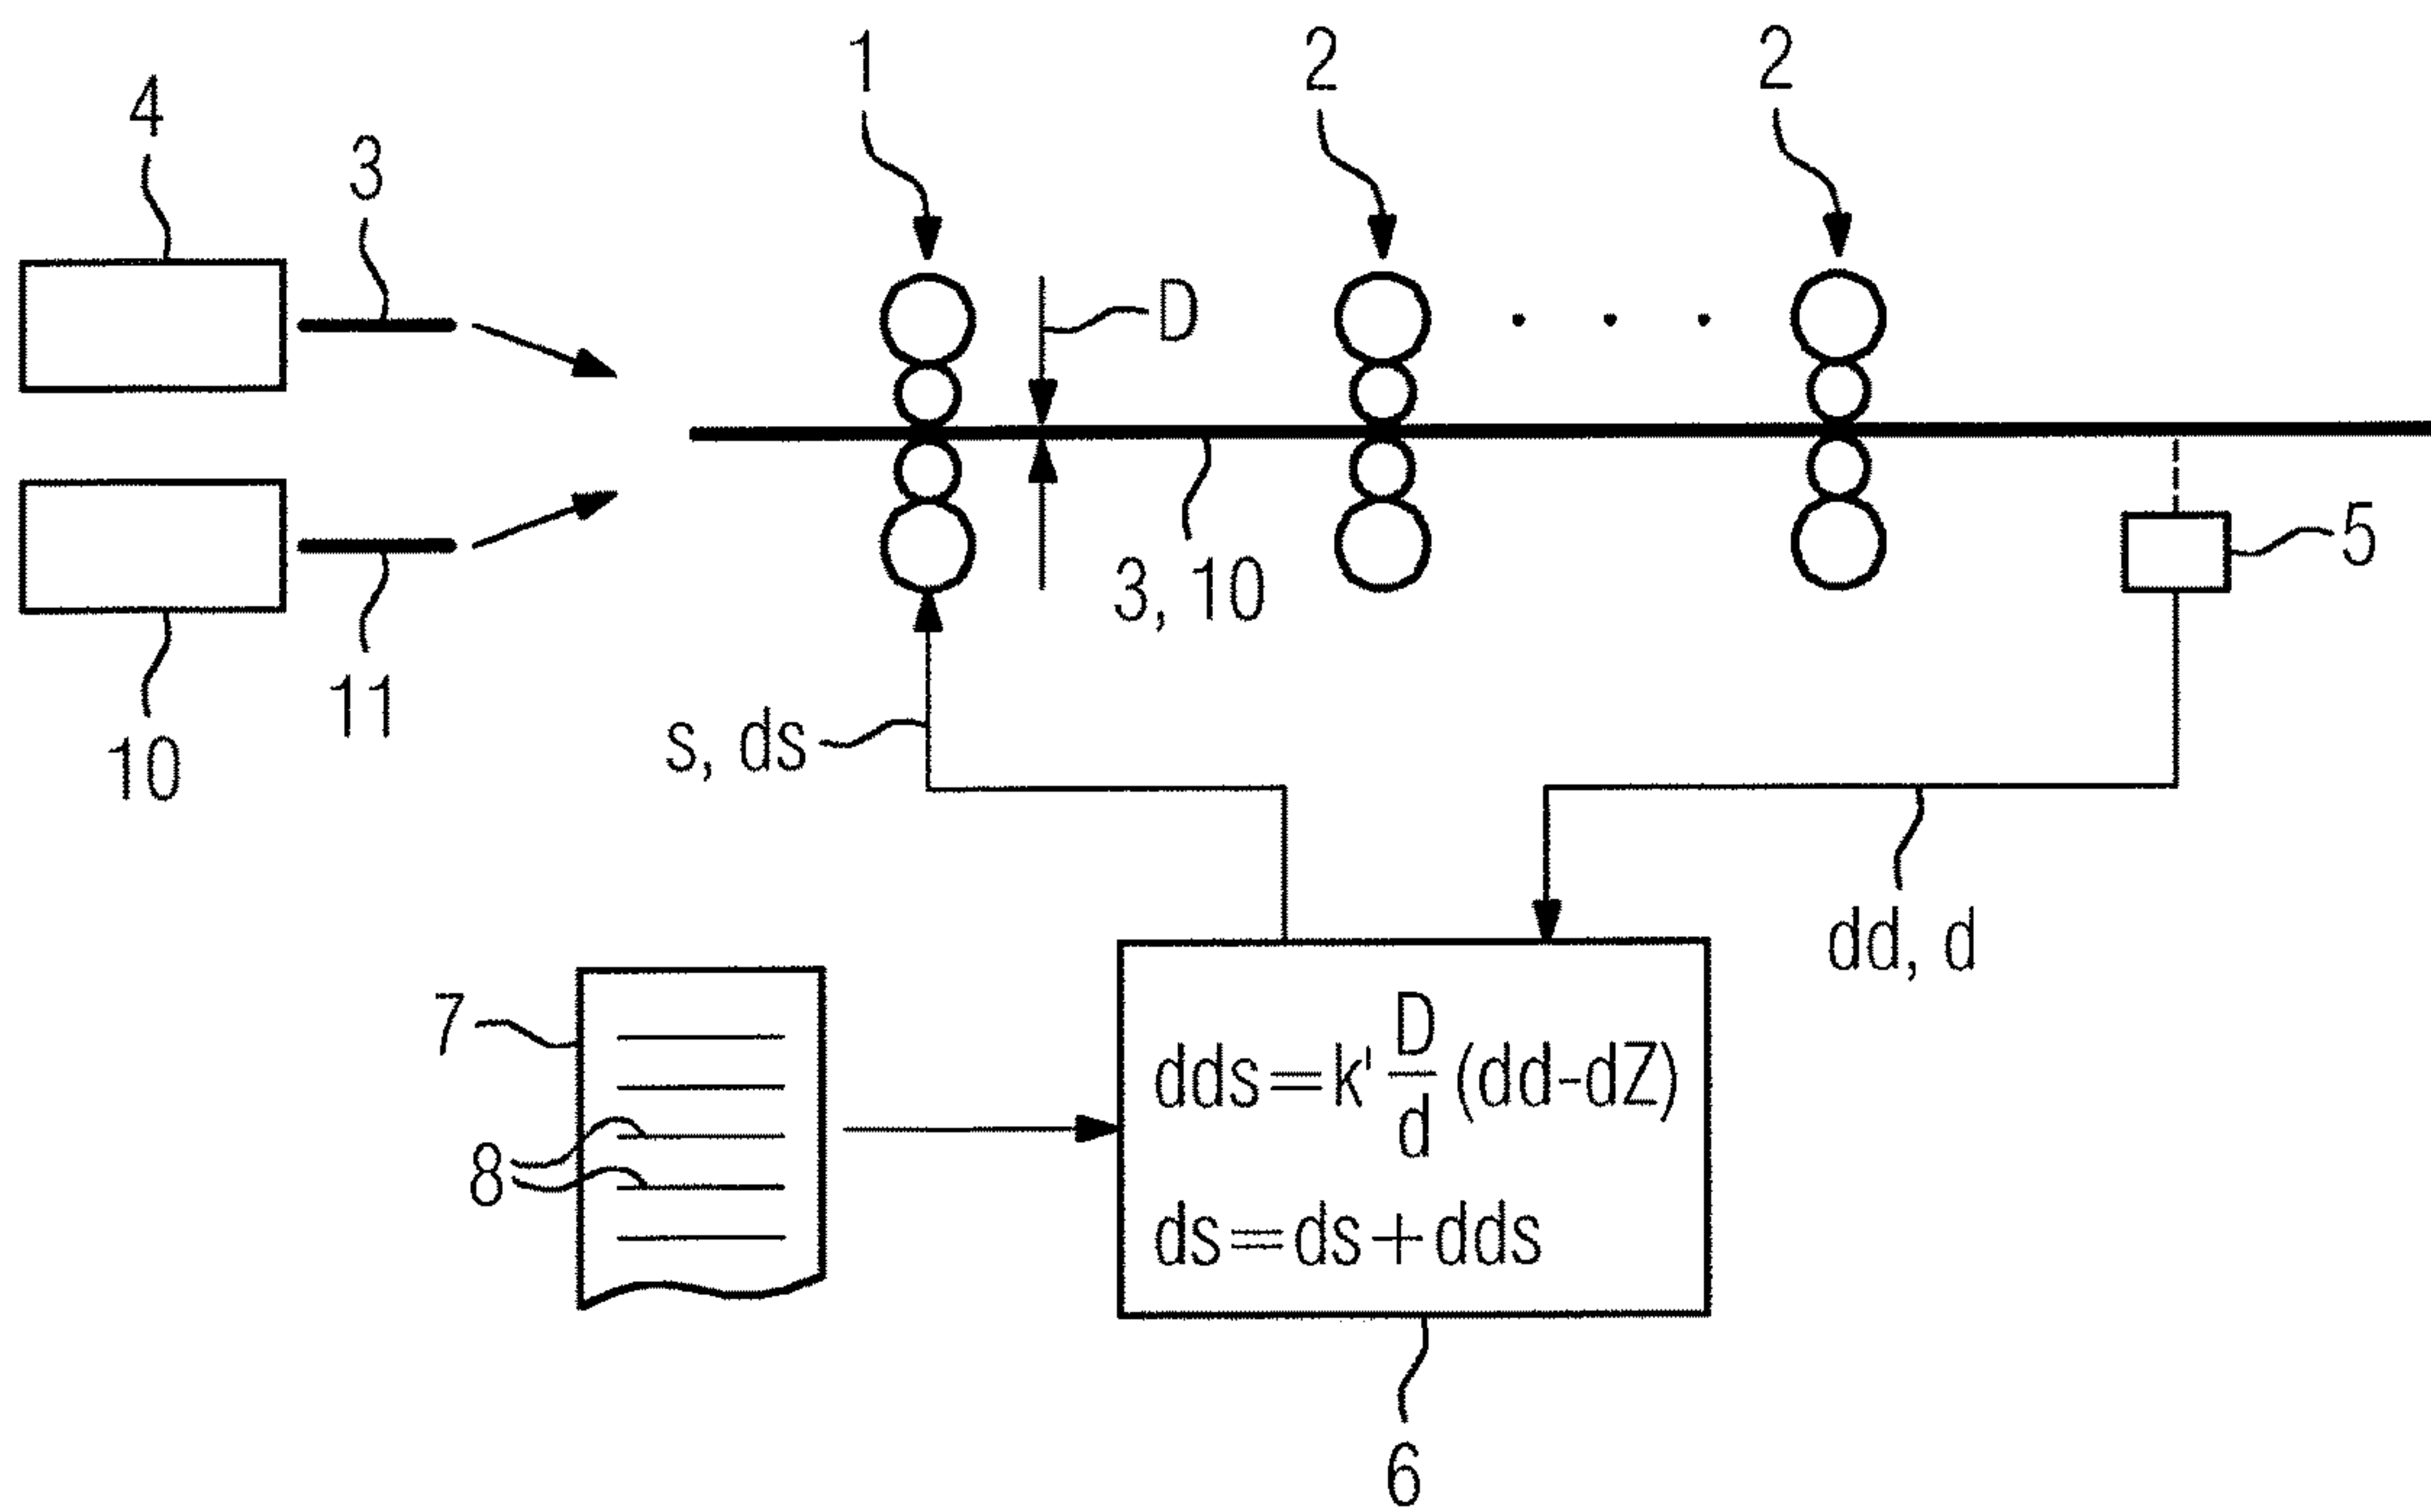 1
2
2
4
3
D
5
3, 10
11
10
s, ds
dd, d
7
8
dds=k' D/d (dd-dZ)
ds=ds+dds
6